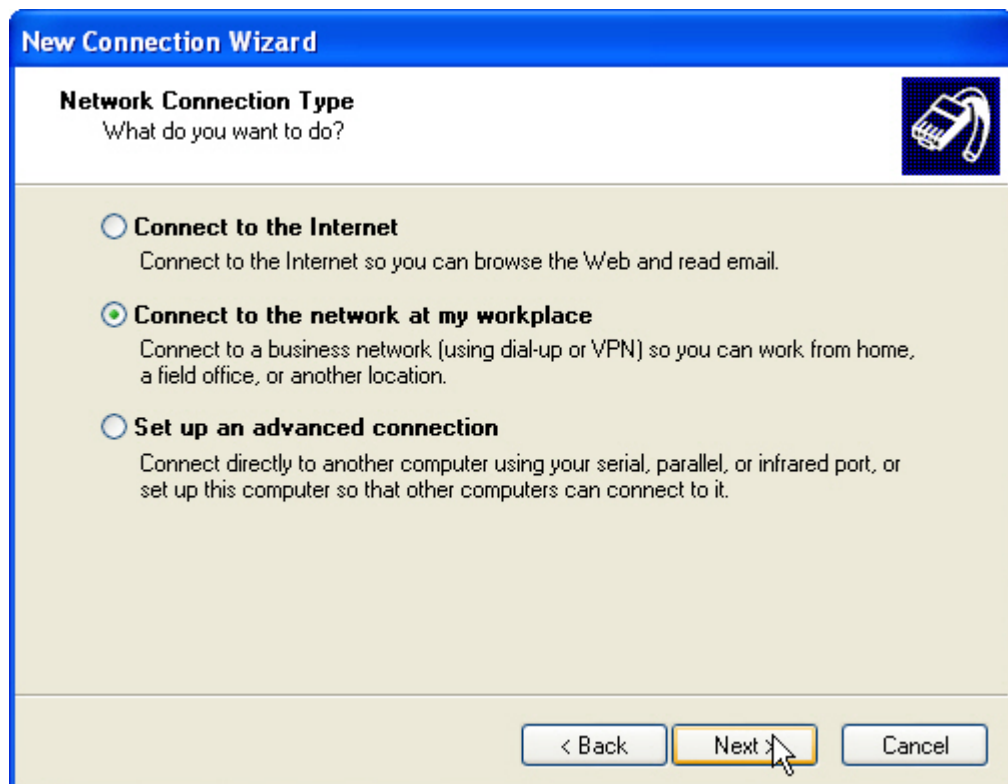 New Connection Wizard
Network Connection Type
What do you want to do?
Connect to the Internet
Connect to the Internet so you can browse the Web and read email.
Connect to the network at my workplace
Connect to a business network (using dial-up or VPN) so you can work from home,
a field office, or another location.
Set up an advanced connection
Connect directly to another computer using your serial, parallel, or infrared port, or
set up this computer so that other computers can connect to it.
< Back
Next >
Cancel